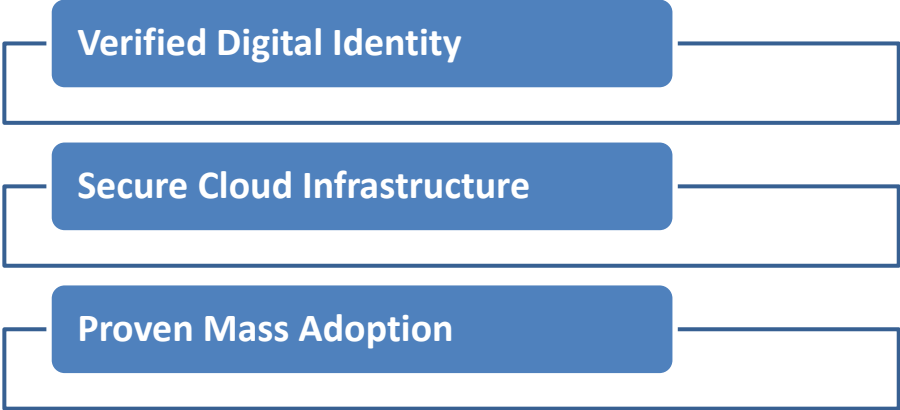 Verified Digital Identity
Secure Cloud Infrastructure
Proven Mass Adoption